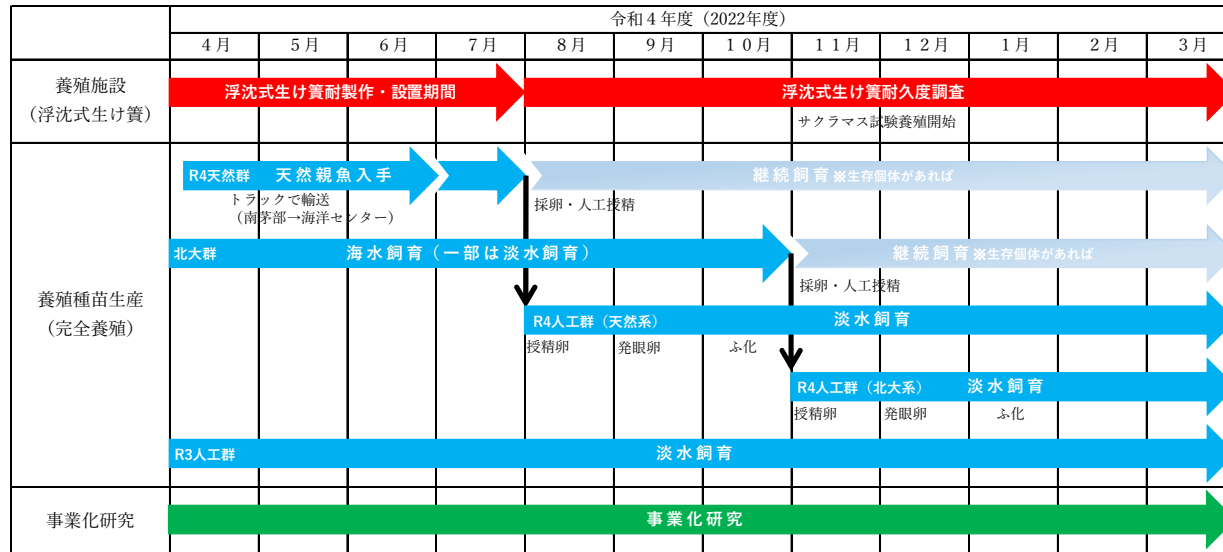 令和４年度（2022年度）
４月 ５月 ６月 ７月 ８月 ９月 １０月 １１月 １２月 １月 ２月 ３月
養殖施設
（浮沈式生け簀）
浮沈式生け簀耐製作・設置期間
浮沈式生け簀耐久度調査
サクラマス試験養殖開始
養殖種苗生産
（完全養殖）
R4天然群 天然親魚入手
継続飼育※生存個体があれば
トラックで輸送
（南茅部→海洋センター）
採卵・人工授精
北大群 海水飼育（一部は淡水飼育）
継続飼育※生存個体があれば
採卵・人工授精
R4人工群（天然系） 淡水飼育
授精卵 発眼卵 ふ化
R4人工群（北大系） 淡水飼育
授精卵 発眼卵 ふ化
R3人工群 淡水飼育
事業化研究
事業化研究